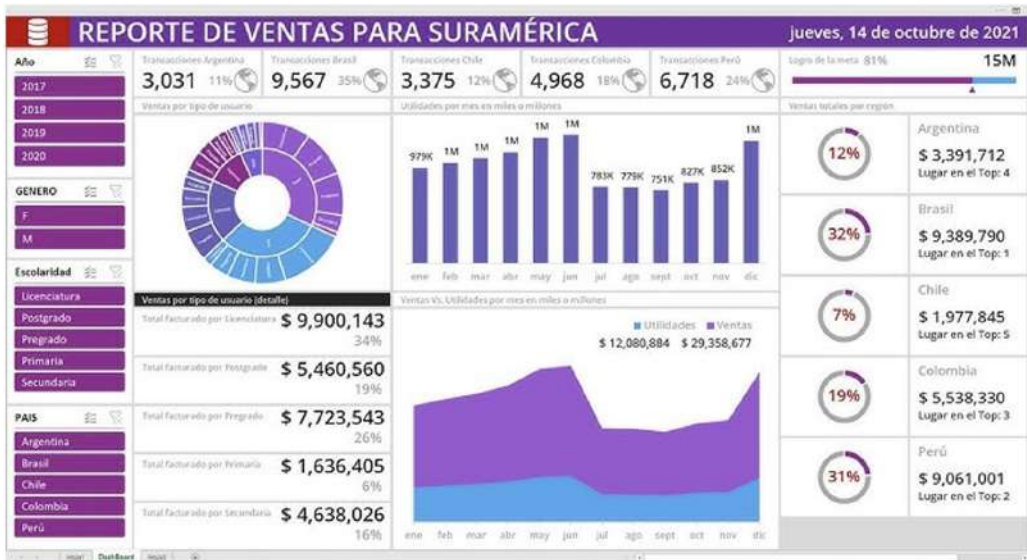 REPORTE DE VENTAS PARA SURAMÉRICA
jueves, 14 de octubre de 2021
Año
2017
2018
2019
2020
GENERO
F
M
Escolaridad
Licenciatura
Postgrado
Pregrado
Primaria
Secundaria
PAIS
Argentina
Brasil
Chile
Colombia
Perú
Transacciones Argentina
3,031 11%
Transacciones Brasil
9,567 35%
Transacciones Chile
3,375 12%
Transacciones Colombia
4,968 18%
Transacciones Perú
6,718 24%
Logro de la meta 81%
15M
Ventas por tipo de usuario
Utilidades por mes en miles o millones
979K 1M 1M 1M 1M 1M 783K 779K 751K 827K 852K 1M
ene feb mar abr may jun jul ago sept oct nov dic
Ventas por tipo de usuario (detalle)
Total facturado por Licenciatura $ 9,900,143
34%
Total facturado por Postgrado $ 5,460,560
19%
Total facturado por Pregrado $ 7,723,543
26%
Total facturado por Primaria $ 1,636,405
6%
Total facturado por Secundaria $ 4,638,026
16%
Ventas Vs. Utilidades por mes en miles o millones
Utilidades Ventas
$ 12,080,884 $ 29,358,677
ene feb mar abr may jun jul ago sept oct nov dic
Ventas totales por región
12%
Argentina
$ 3,391,712
Lugar en el Top: 4
32%
Brasil
$ 9,389,790
Lugar en el Top: 1
7%
Chile
$ 1,977,845
Lugar en el Top: 5
19%
Colombia
$ 5,538,330
Lugar en el Top: 3
31%
Perú
$ 9,061,001
Lugar en el Top: 2
DashBoard